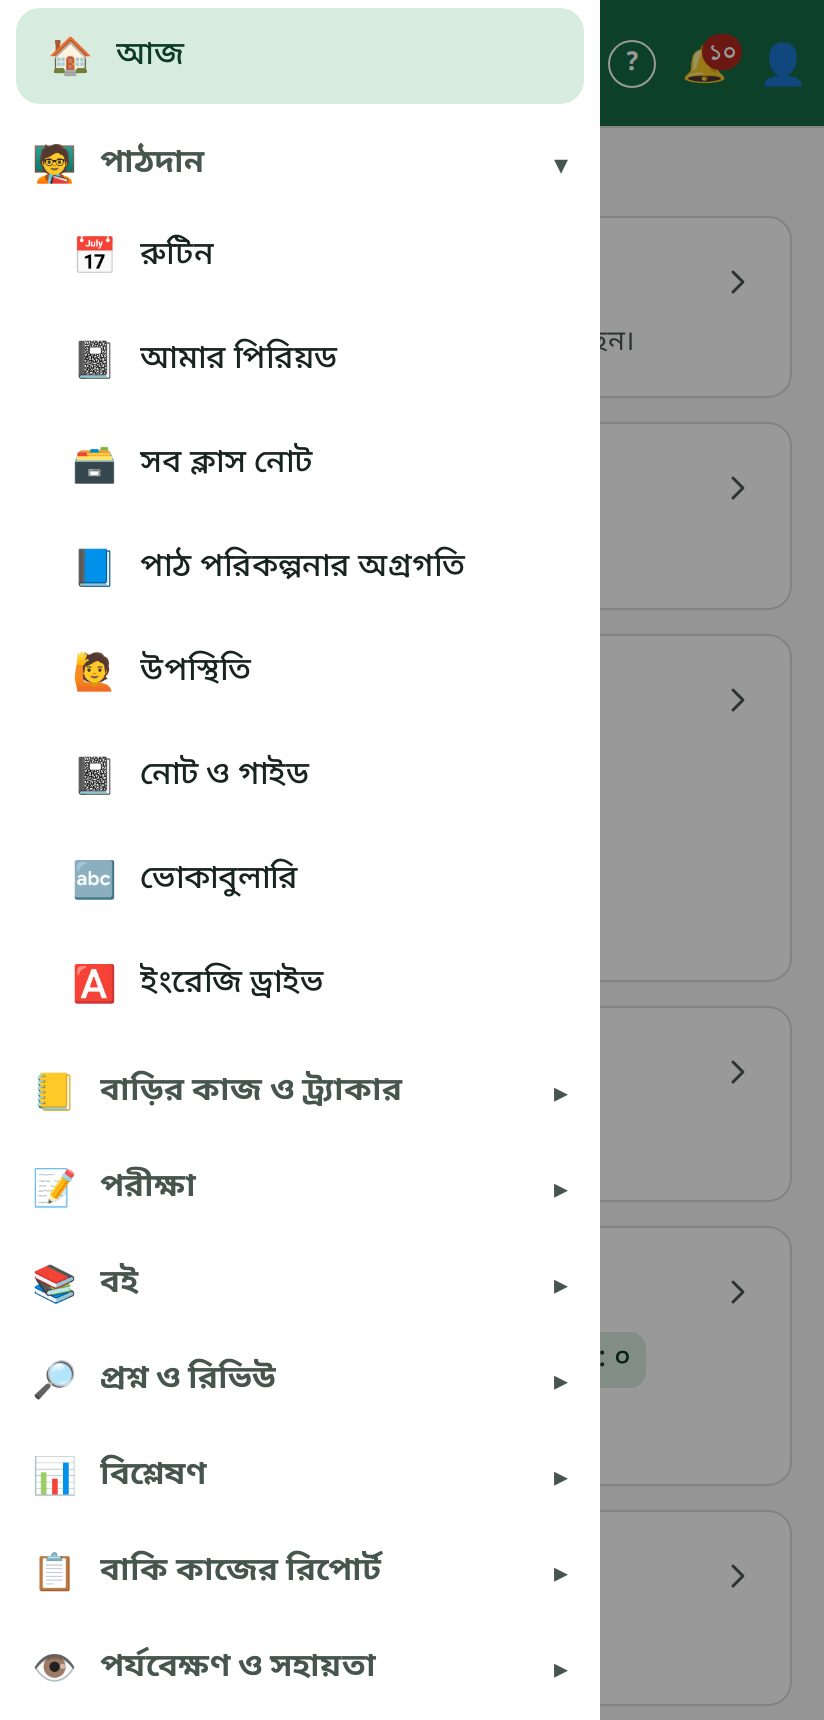 আজ
?
১০
পাঠদান
রুটিন
আমার পিরিয়ড
সব ক্লাস নোট
পাঠ পরিকল্পনার অগ্রগতি
উপস্থিতি
নোট ও গাইড
ভোকাবুলারি
ইংরেজি ড্রাইভ
বাড়ির কাজ ও ট্র্যাকার
পরীক্ষা
বই
প্রশ্ন ও রিভিউ
: ০
বিশ্লেষণ
বাকি কাজের রিপোর্ট
পর্যবেক্ষণ ও সহায়তা